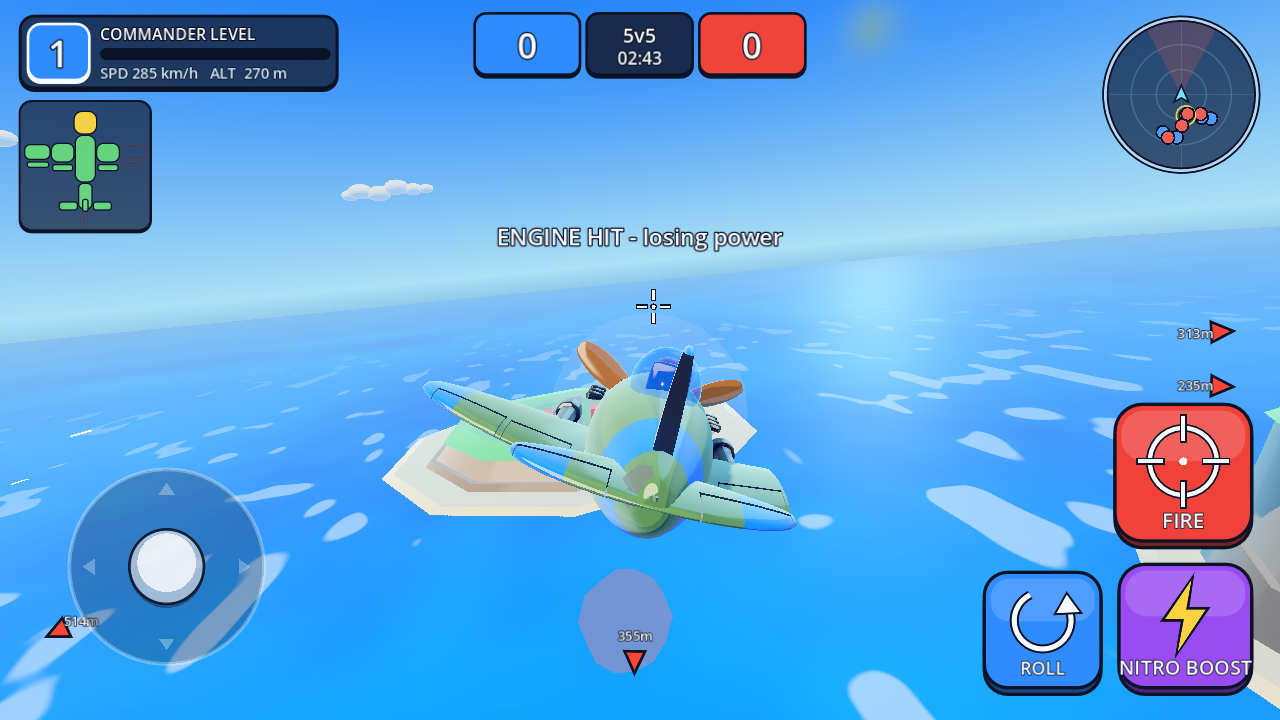 1
COMMANDER LEVEL
SPD 285 km/h ALT 270 m
0
5v5
02:43
0
ENGINE HIT - losing power
313m
235m
FIRE
514m
355m
ROLL
NITRO BOOST